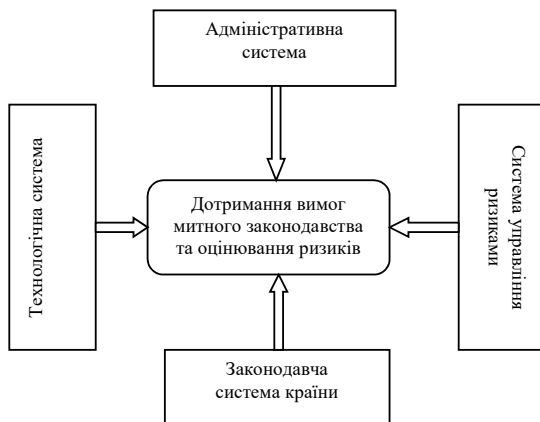 Адміністративна
система
Технологічна система
Дотримання вимог
митного законодавства
та оцінювання ризиків
Система управління
ризиками
Законодавча
система країни